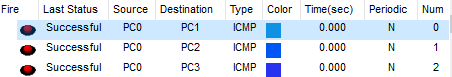 Fire Last Status Source Destination Type Color Time(sec) Periodic Num
Successful PC0 PC1 ICMP 0.000 N 0
Successful PC0 PC2 ICMP 0.000 N 1
Successful PC0 PC3 ICMP 0.000 N 2